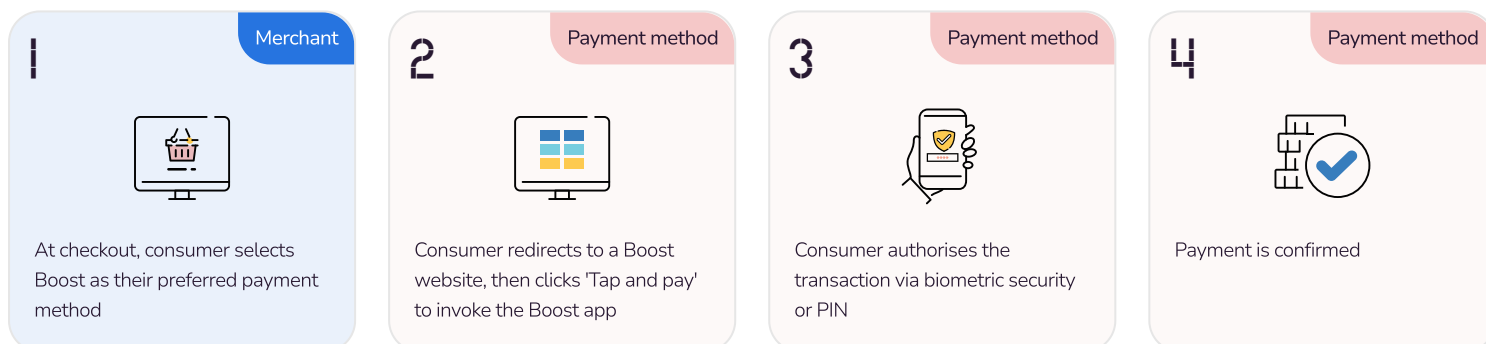 1
Merchant
At checkout, consumer selects
Boost as their preferred payment
method
2
Payment method
Consumer redirects to a Boost
website, then clicks 'Tap and pay'
to invoke the Boost app
3
Payment method
Consumer authorises the
transaction via biometric security
or PIN
4
Payment method
Payment is confirmed